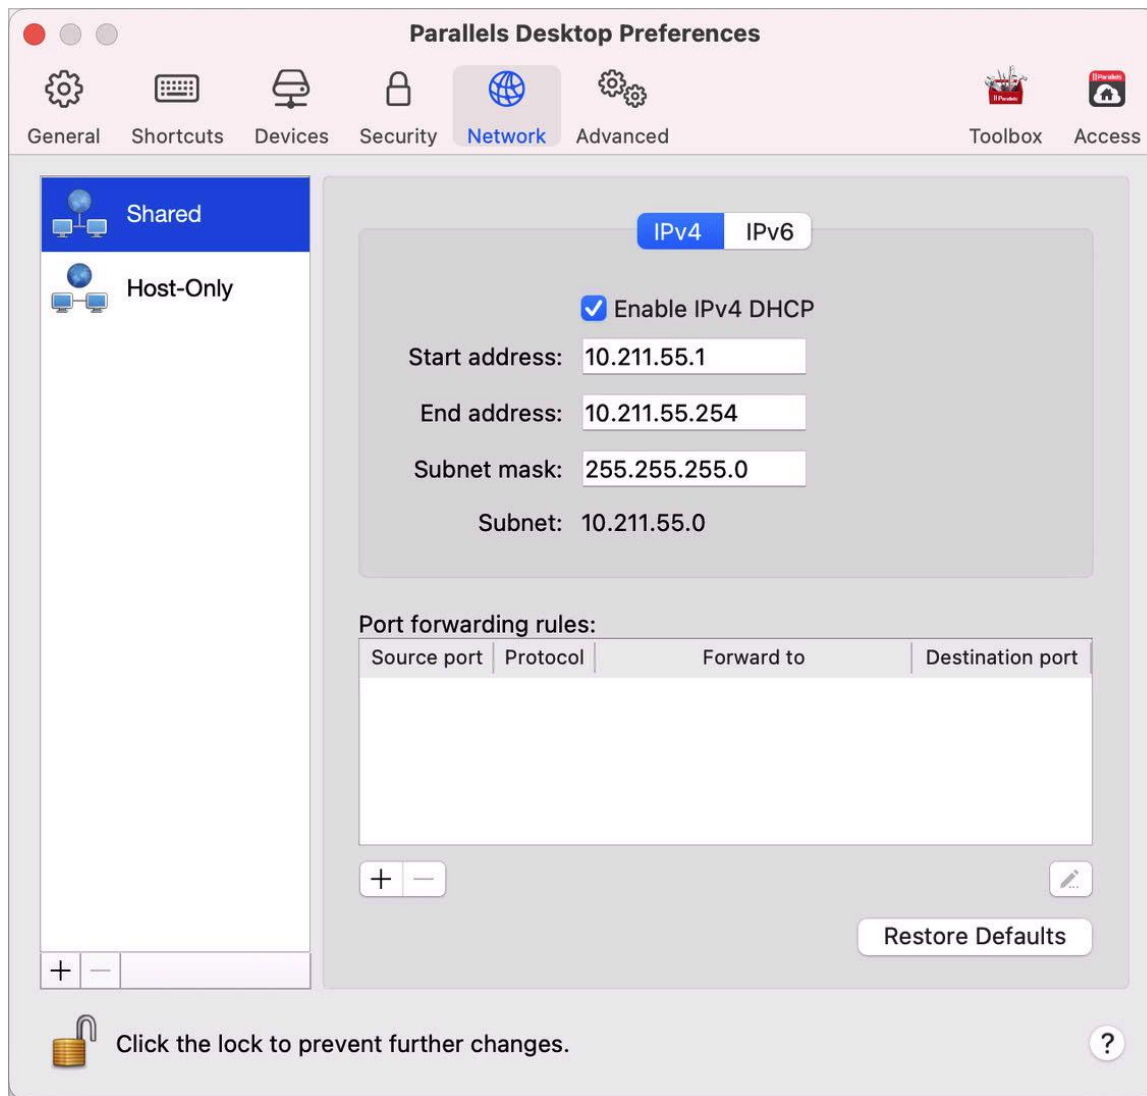 Parallels Desktop Preferences
General Shortcuts Devices Security Network Advanced Toolbox Access
Shared
Host-Only
IPv4 IPv6
Enable IPv4 DHCP
Start address: 10.211.55.1
End address: 10.211.55.254
Subnet mask: 255.255.255.0
Subnet: 10.211.55.0
Port forwarding rules:
Source port Protocol Forward to Destination port
Restore Defaults
Click the lock to prevent further changes.
?